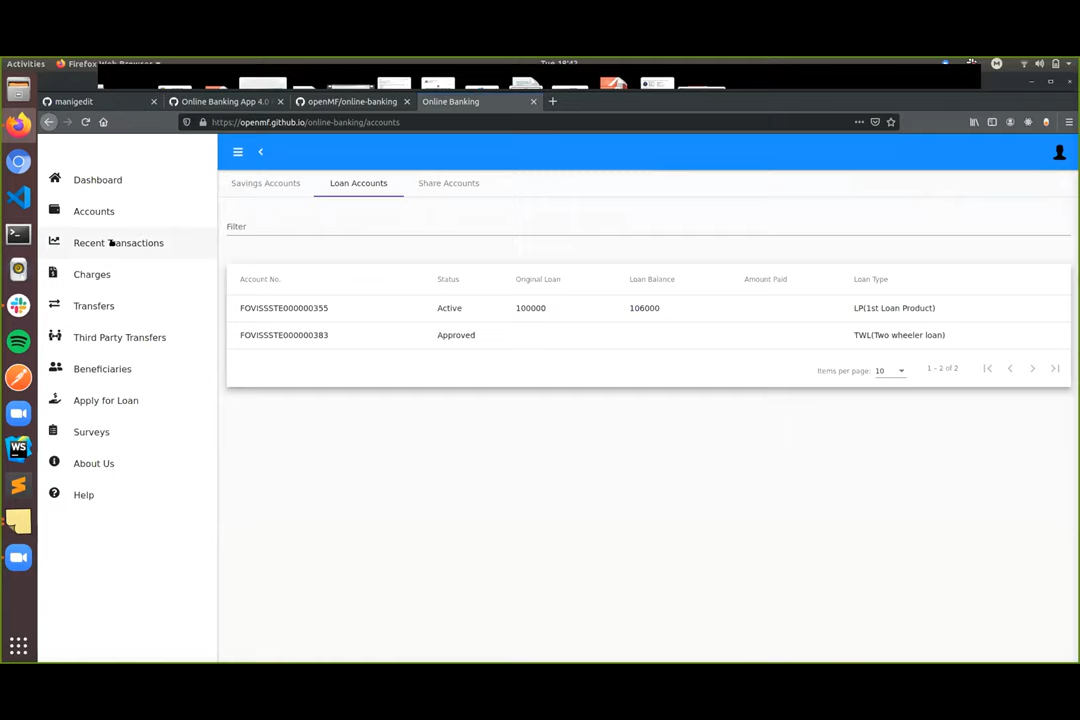 Activities Firefox Web Browser
Tue 18:42
manigedit
Online Banking App 4.0
openMF/online-banking
Online Banking
https://openmf.github.io/online-banking/accounts
Dashboard
Accounts
Recent Transactions
Charges
Transfers
Third Party Transfers
Beneficiaries
Apply for Loan
Surveys
About Us
Help
Savings Accounts Loan Accounts Share Accounts
Filter
Account No. Status Original Loan Loan Balance Amount Paid Loan Type
FOVISSSTE000000355 Active 100000 106000 LP(1st Loan Product)
FOVISSSTE000000383 Approved TWL(Two wheeler loan)
Items per page: 10 1 – 2 of 2
WS